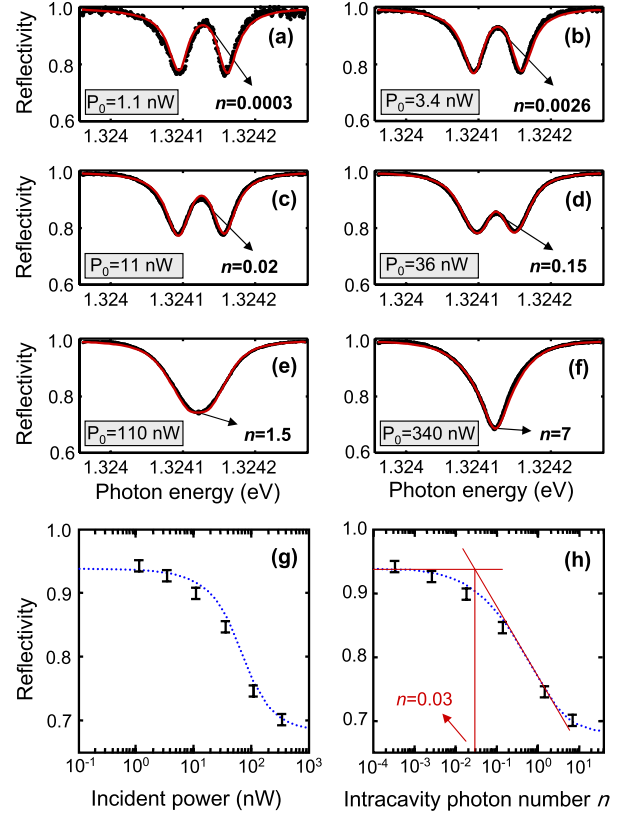 Reflectivity
1.0
0.8
0.6
(a)
P₀=1.1 nW
n=0.0003
1.324
1.3241
1.3242
1.0
0.8
0.6
(b)
P₀=3.4 nW
n=0.0026
1.324
1.3241
1.3242
Reflectivity
1.0
0.8
0.6
(c)
P₀=11 nW
n=0.02
1.324
1.3241
1.3242
1.0
0.8
0.6
(d)
P₀=36 nW
n=0.15
1.324
1.3241
1.3242
Reflectivity
1.0
0.8
0.6
(e)
P₀=110 nW
n=1.5
1.324
1.3241
1.3242
Photon energy (eV)
1.0
0.8
0.6
(f)
P₀=340 nW
n=7
1.324
1.3241
1.3242
Photon energy (eV)
Reflectivity
1.0
0.9
0.8
0.7
(g)
10⁻¹
10⁰
10¹
10²
10³
Incident power (nW)
1.0
0.9
0.8
0.7
(h)
n=0.03
10⁻⁴
10⁻³
10⁻²
10⁻¹
10⁰
10¹
Intracavity photon number n